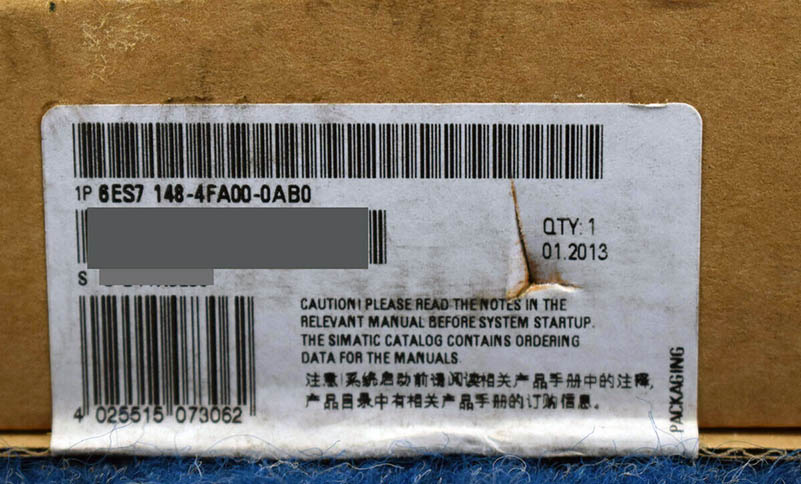 1P 6ES7 148-4FA00-0AB0
QTY: 1
01.2013
S
CAUTION! PLEASE READ THE NOTES IN THE
RELEVANT MANUAL BEFORE SYSTEM STARTUP.
THE SIMATIC CATALOG CONTAINS ORDERING
DATA FOR THE MANUALS.
注意!系统启动前请阅读相关产品手册中的注释,
产品目录中有相关产品手册的订购信息。
4 025515 073062
PACKAGING